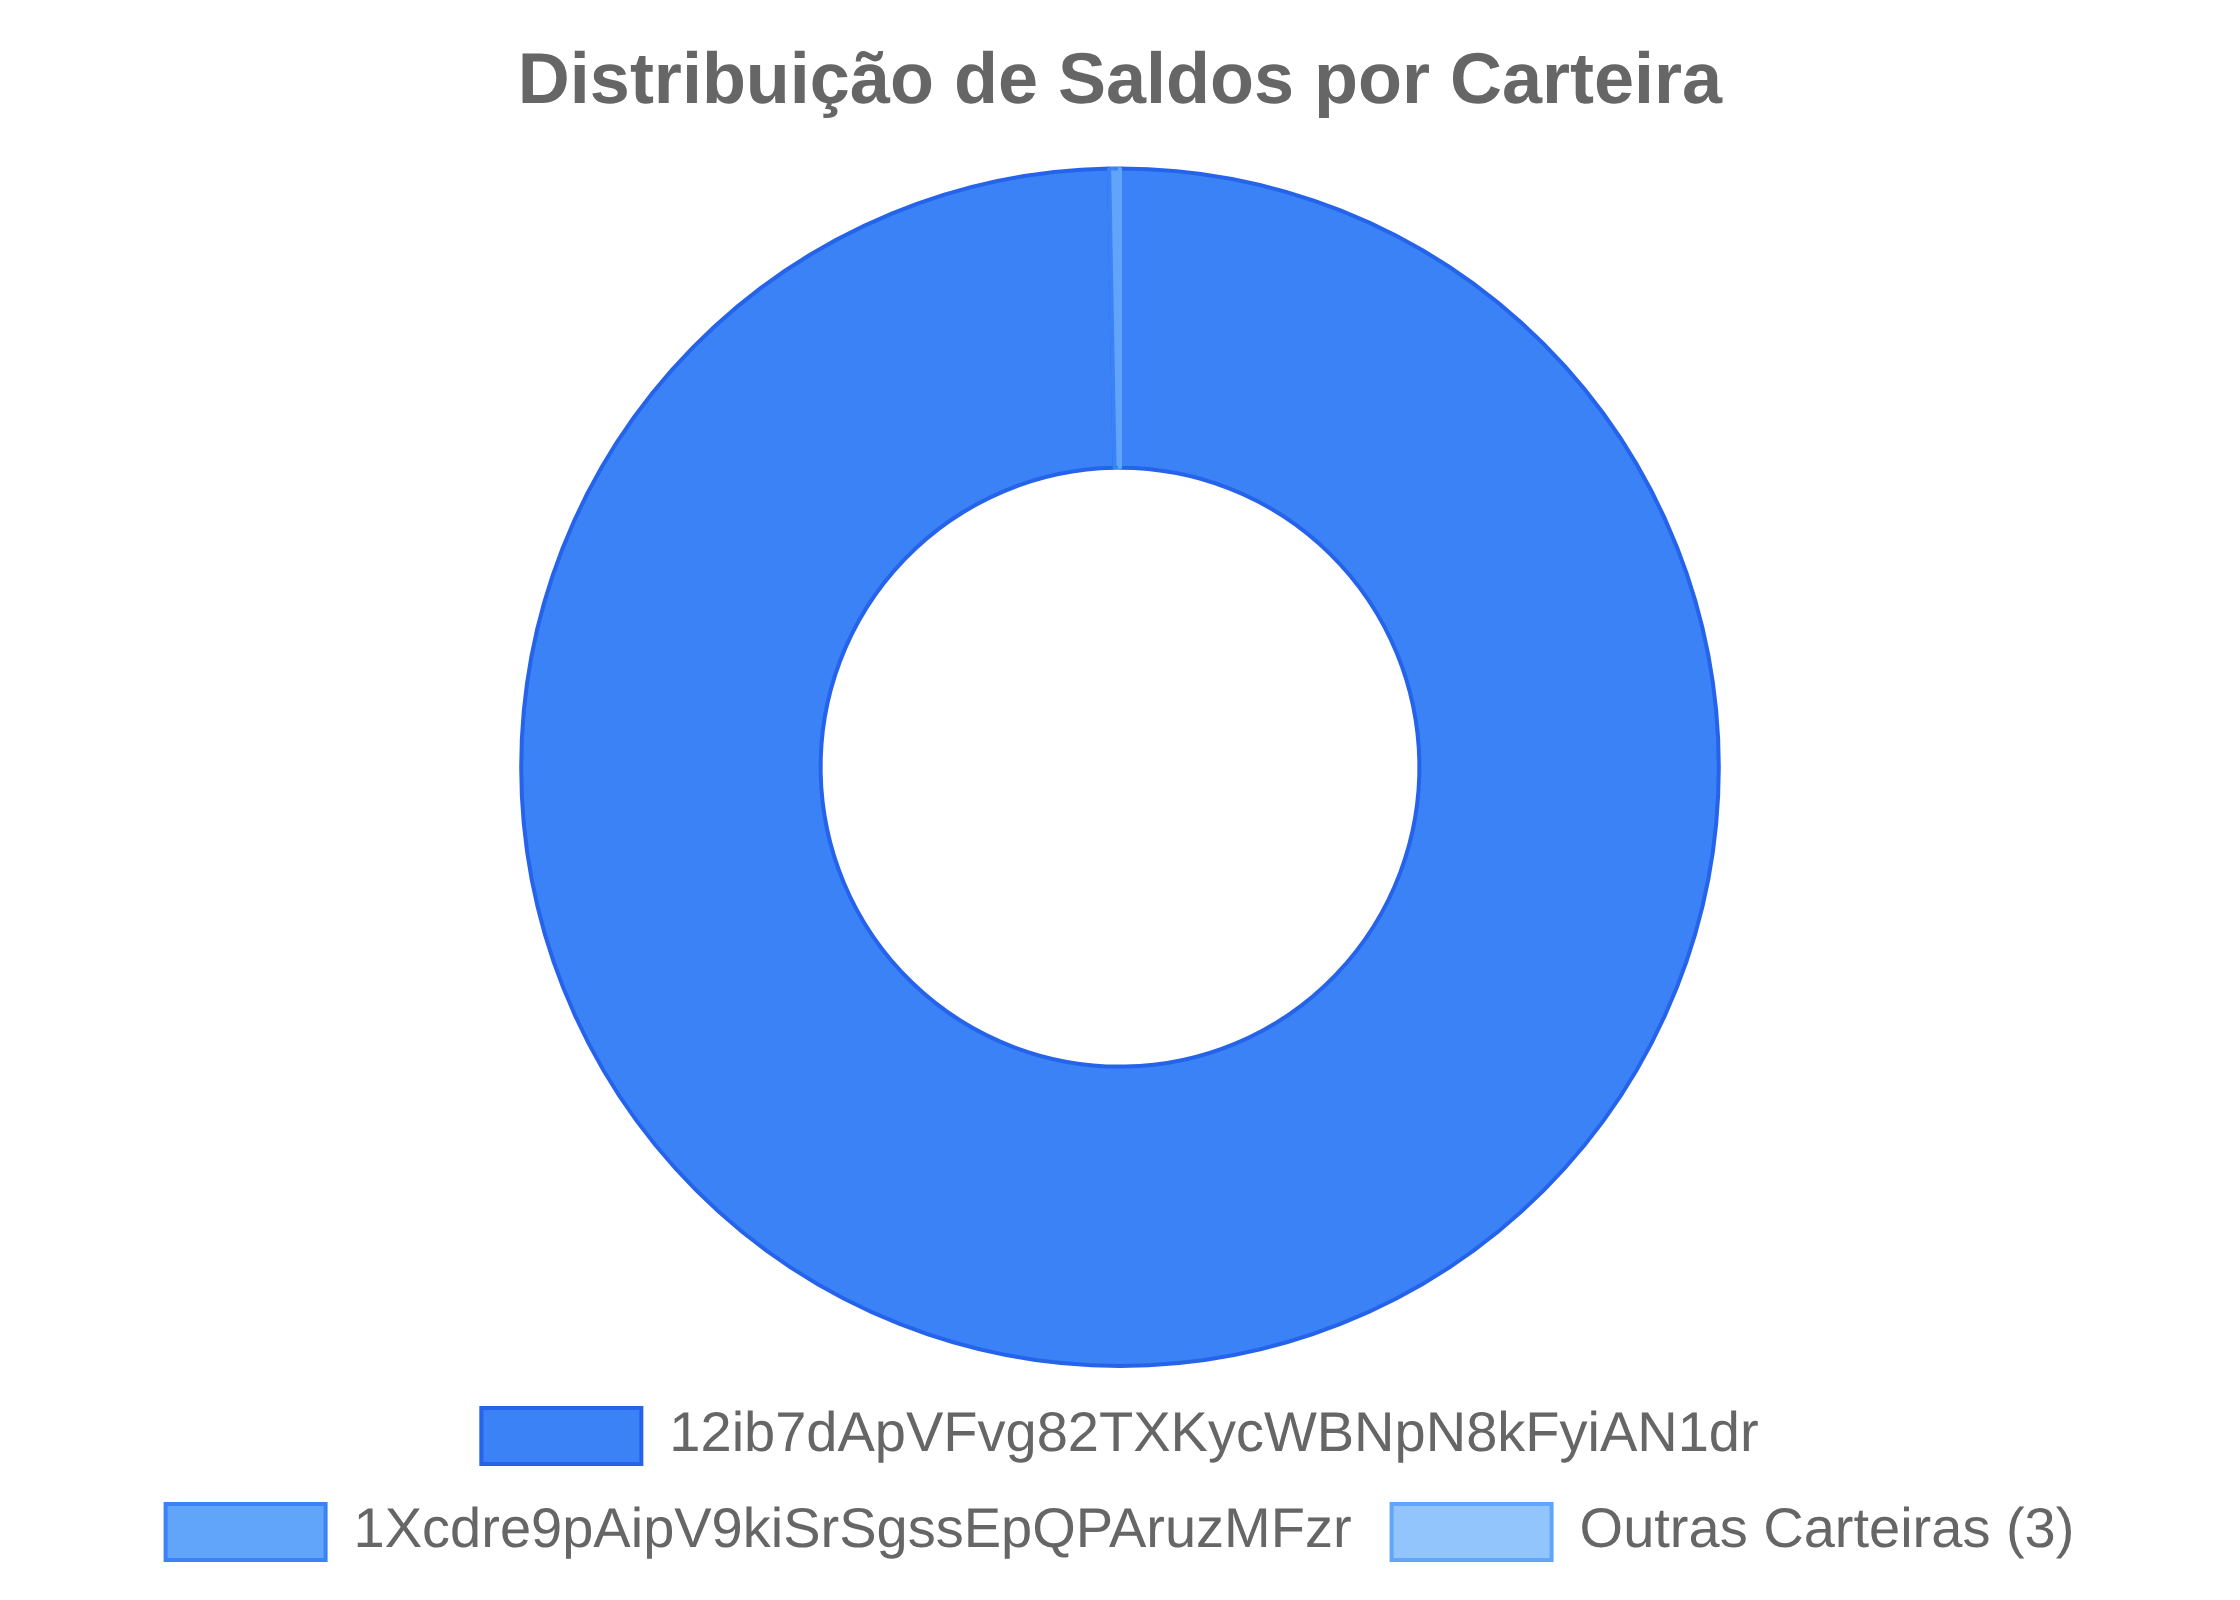 Distribuição de Saldos por Carteira
12ib7dApVFvg82TXKycWBNpN8kFyiAN1dr
1Xcdre9pAipV9kiSrSgssEpQPAruzMFzr
Outras Carteiras (3)